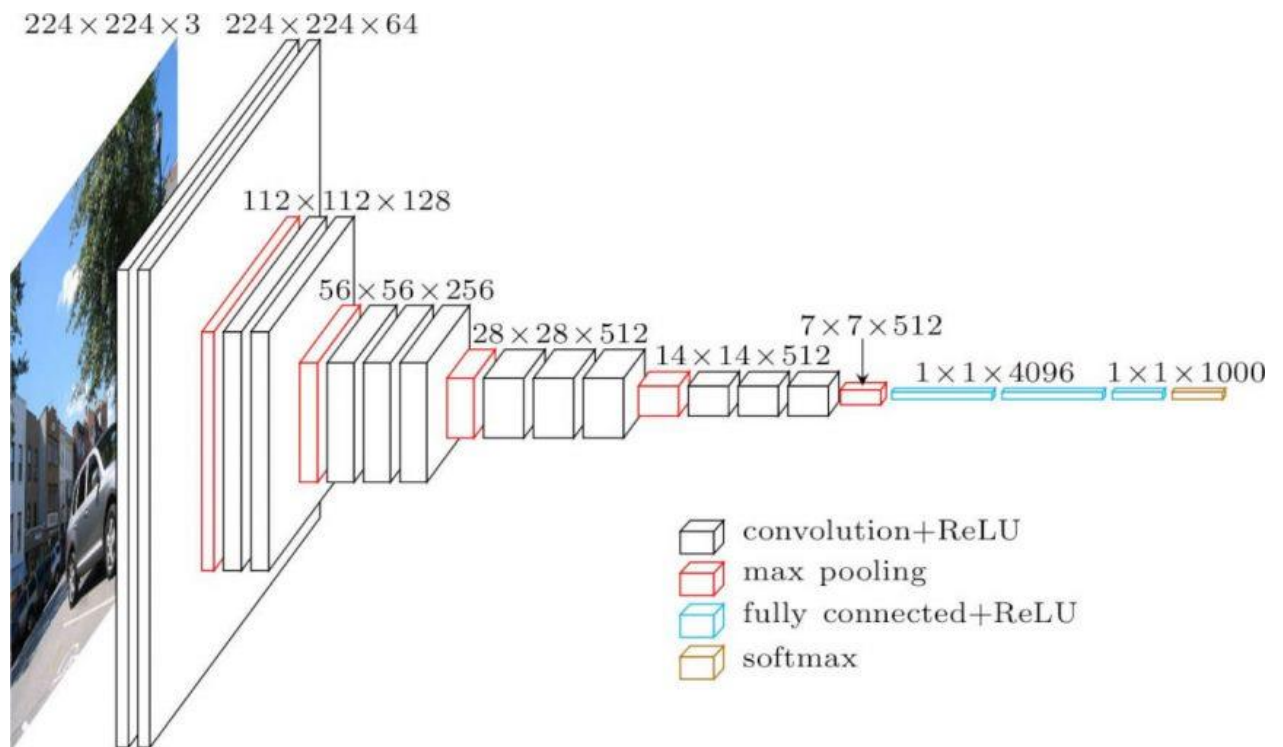 224×224×3
224×224×64
112×112×128
56×56×256
28×28×512
14×14×512
7×7×512
1×1×4096
1×1×1000
convolution+ReLU
max pooling
fully connected+ReLU
softmax